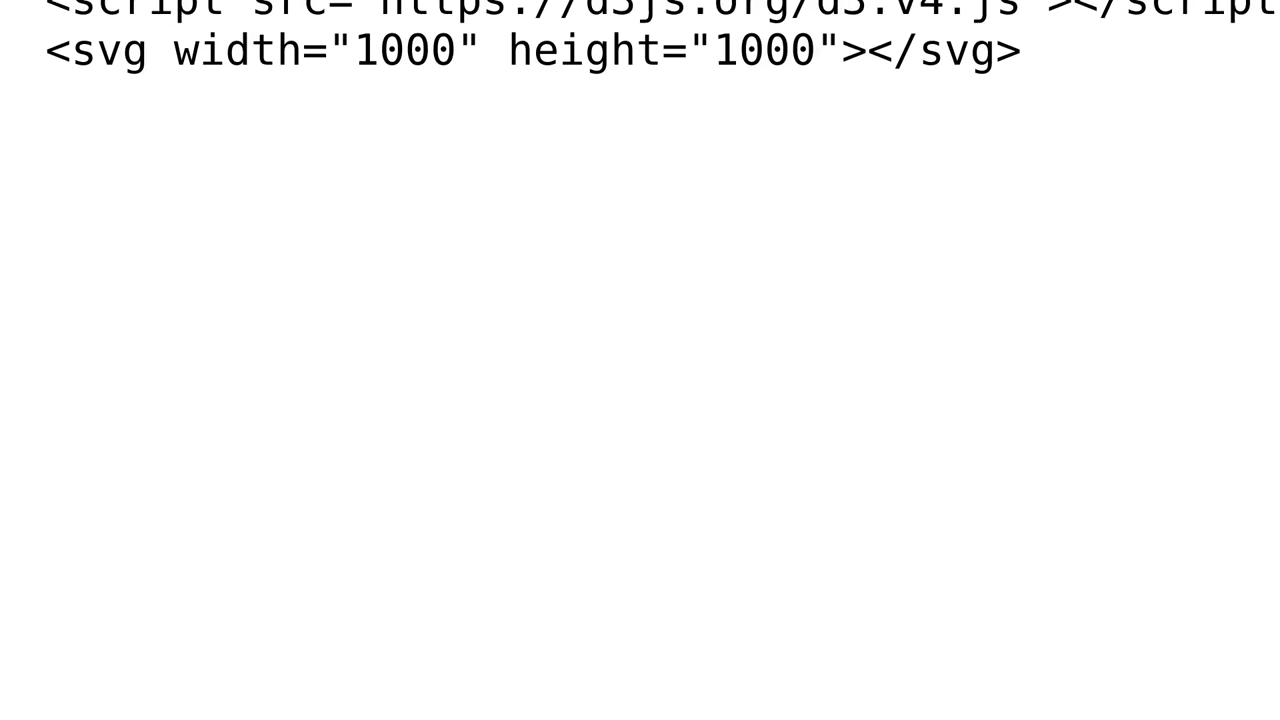 <script src="https://d3js.org/d3.v4.js"></script
<svg width="1000" height="1000"></svg>